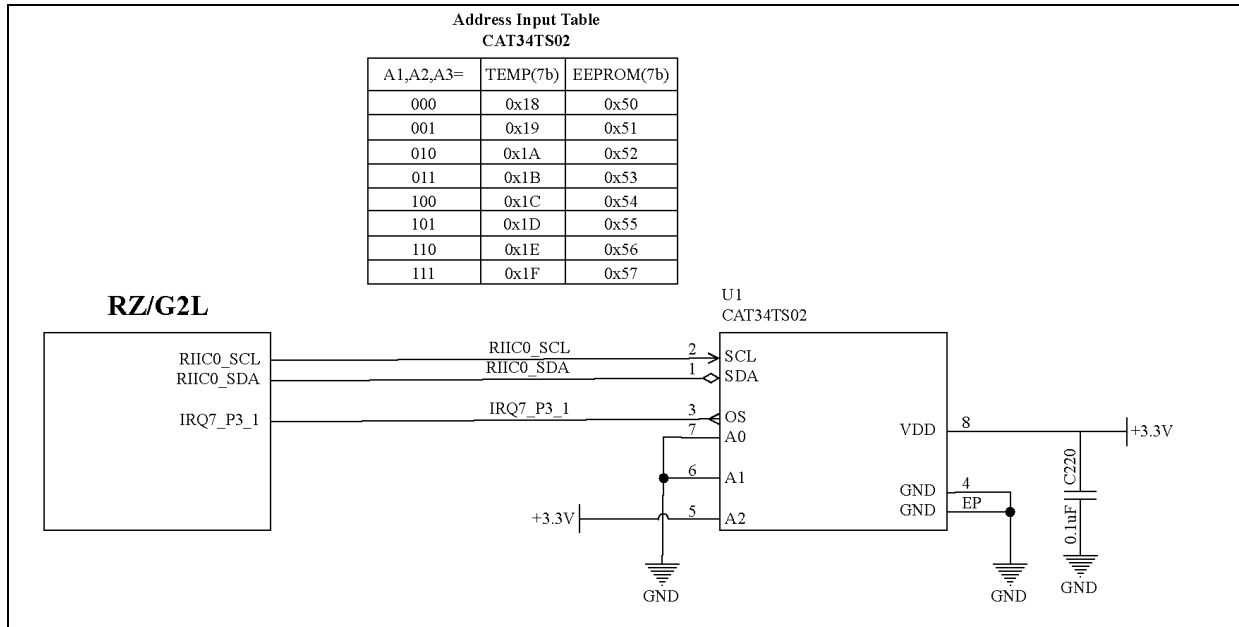 Address Input Table
CAT34TS02
A1,A2,A3= TEMP(7b) EEPROM(7b)
000 0x18 0x50
001 0x19 0x51
010 0x1A 0x52
011 0x1B 0x53
100 0x1C 0x54
101 0x1D 0x55
110 0x1E 0x56
111 0x1F 0x57
RZ/G2L
U1
CAT34TS02
RIIC0_SCL RIIC0_SCL 2 SCL
RIIC0_SDA RIIC0_SDA 1 SDA
IRQ7_P3_1 IRQ7_P3_1 3 OS
7 A0
VDD 8 +3.3V
6 A1
C220
0.1uF
GND 4
GND EP
+3.3V 5 A2
GND
GND
GND